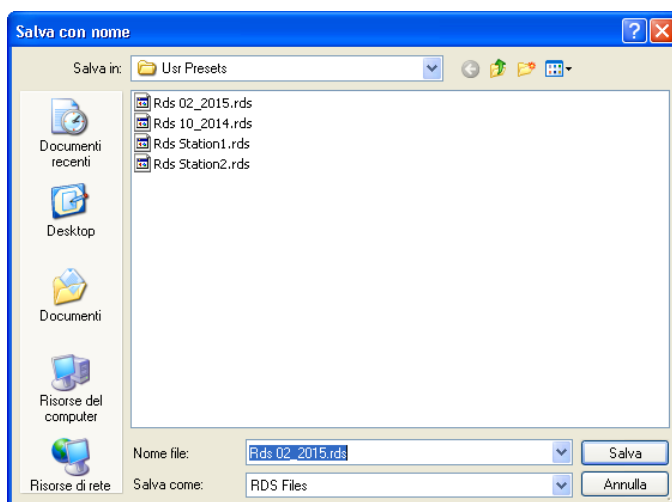 Salva con nome
Salva in: Usr Presets
Rds 02_2015.rds
Rds 10_2014.rds
Rds Station1.rds
Rds Station2.rds
Documenti
recenti
Desktop
Documenti
Risorse del
computer
Risorse di rete
Nome file: Rds 02_2015.rds Salva
Salva come: RDS Files Annulla